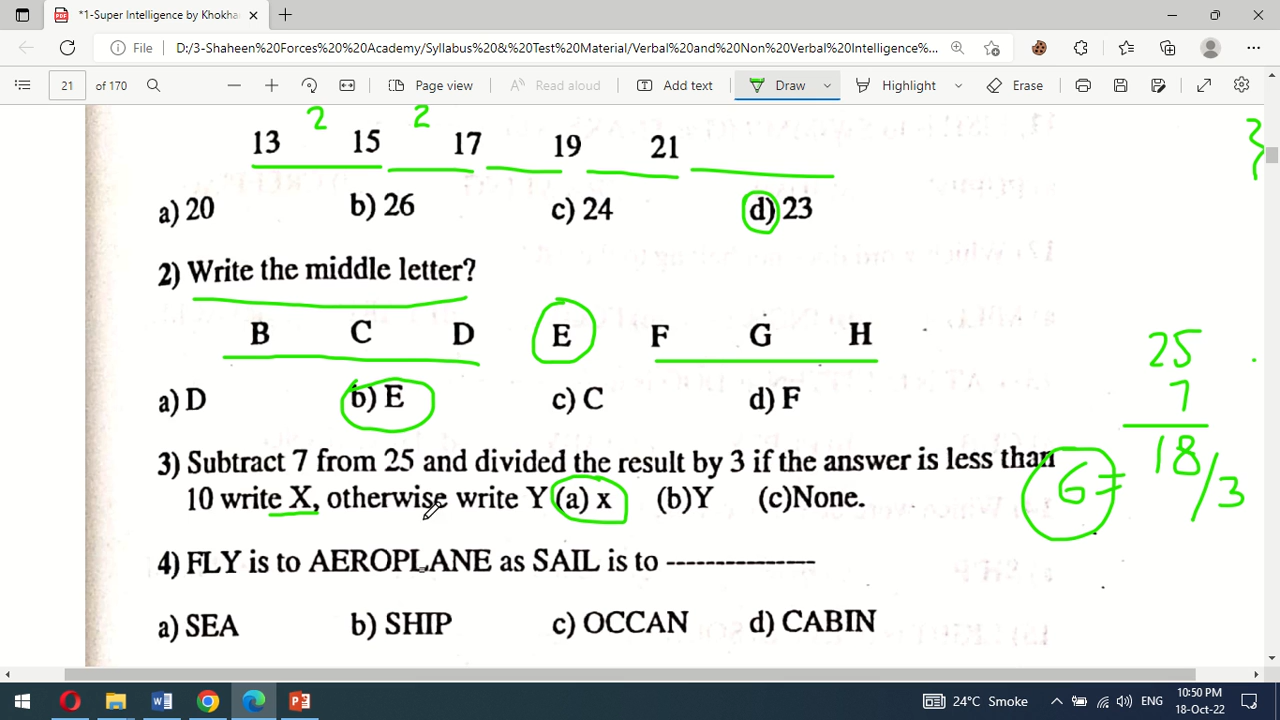 *1-Super Intelligence by Khokha
File D:/3-Shaheen%20Forces%20%20Academy/Syllabus%20&%20Test%20Material/Verbal%20and%20Non%20Verbal%20Intelligence%...
21 of 170 Page view Read aloud Add text Draw Highlight Erase
2 2
13 15 17 19 21
a) 20 b) 26 c) 24 d) 23
2) Write the middle letter?
B C D E F G H
a) D b) E c) C d) F
25
7
18/3
6=
3) Subtract 7 from 25 and divided the result by 3 if the answer is less than
10 write X, otherwise write Y (a) x (b)Y (c)None.
4) FLY is to AEROPLANE as SAIL is to ---------------
a) SEA b) SHIP c) OCCAN d) CABIN
24°C Smoke ENG 10:50 PM
18-Oct-22